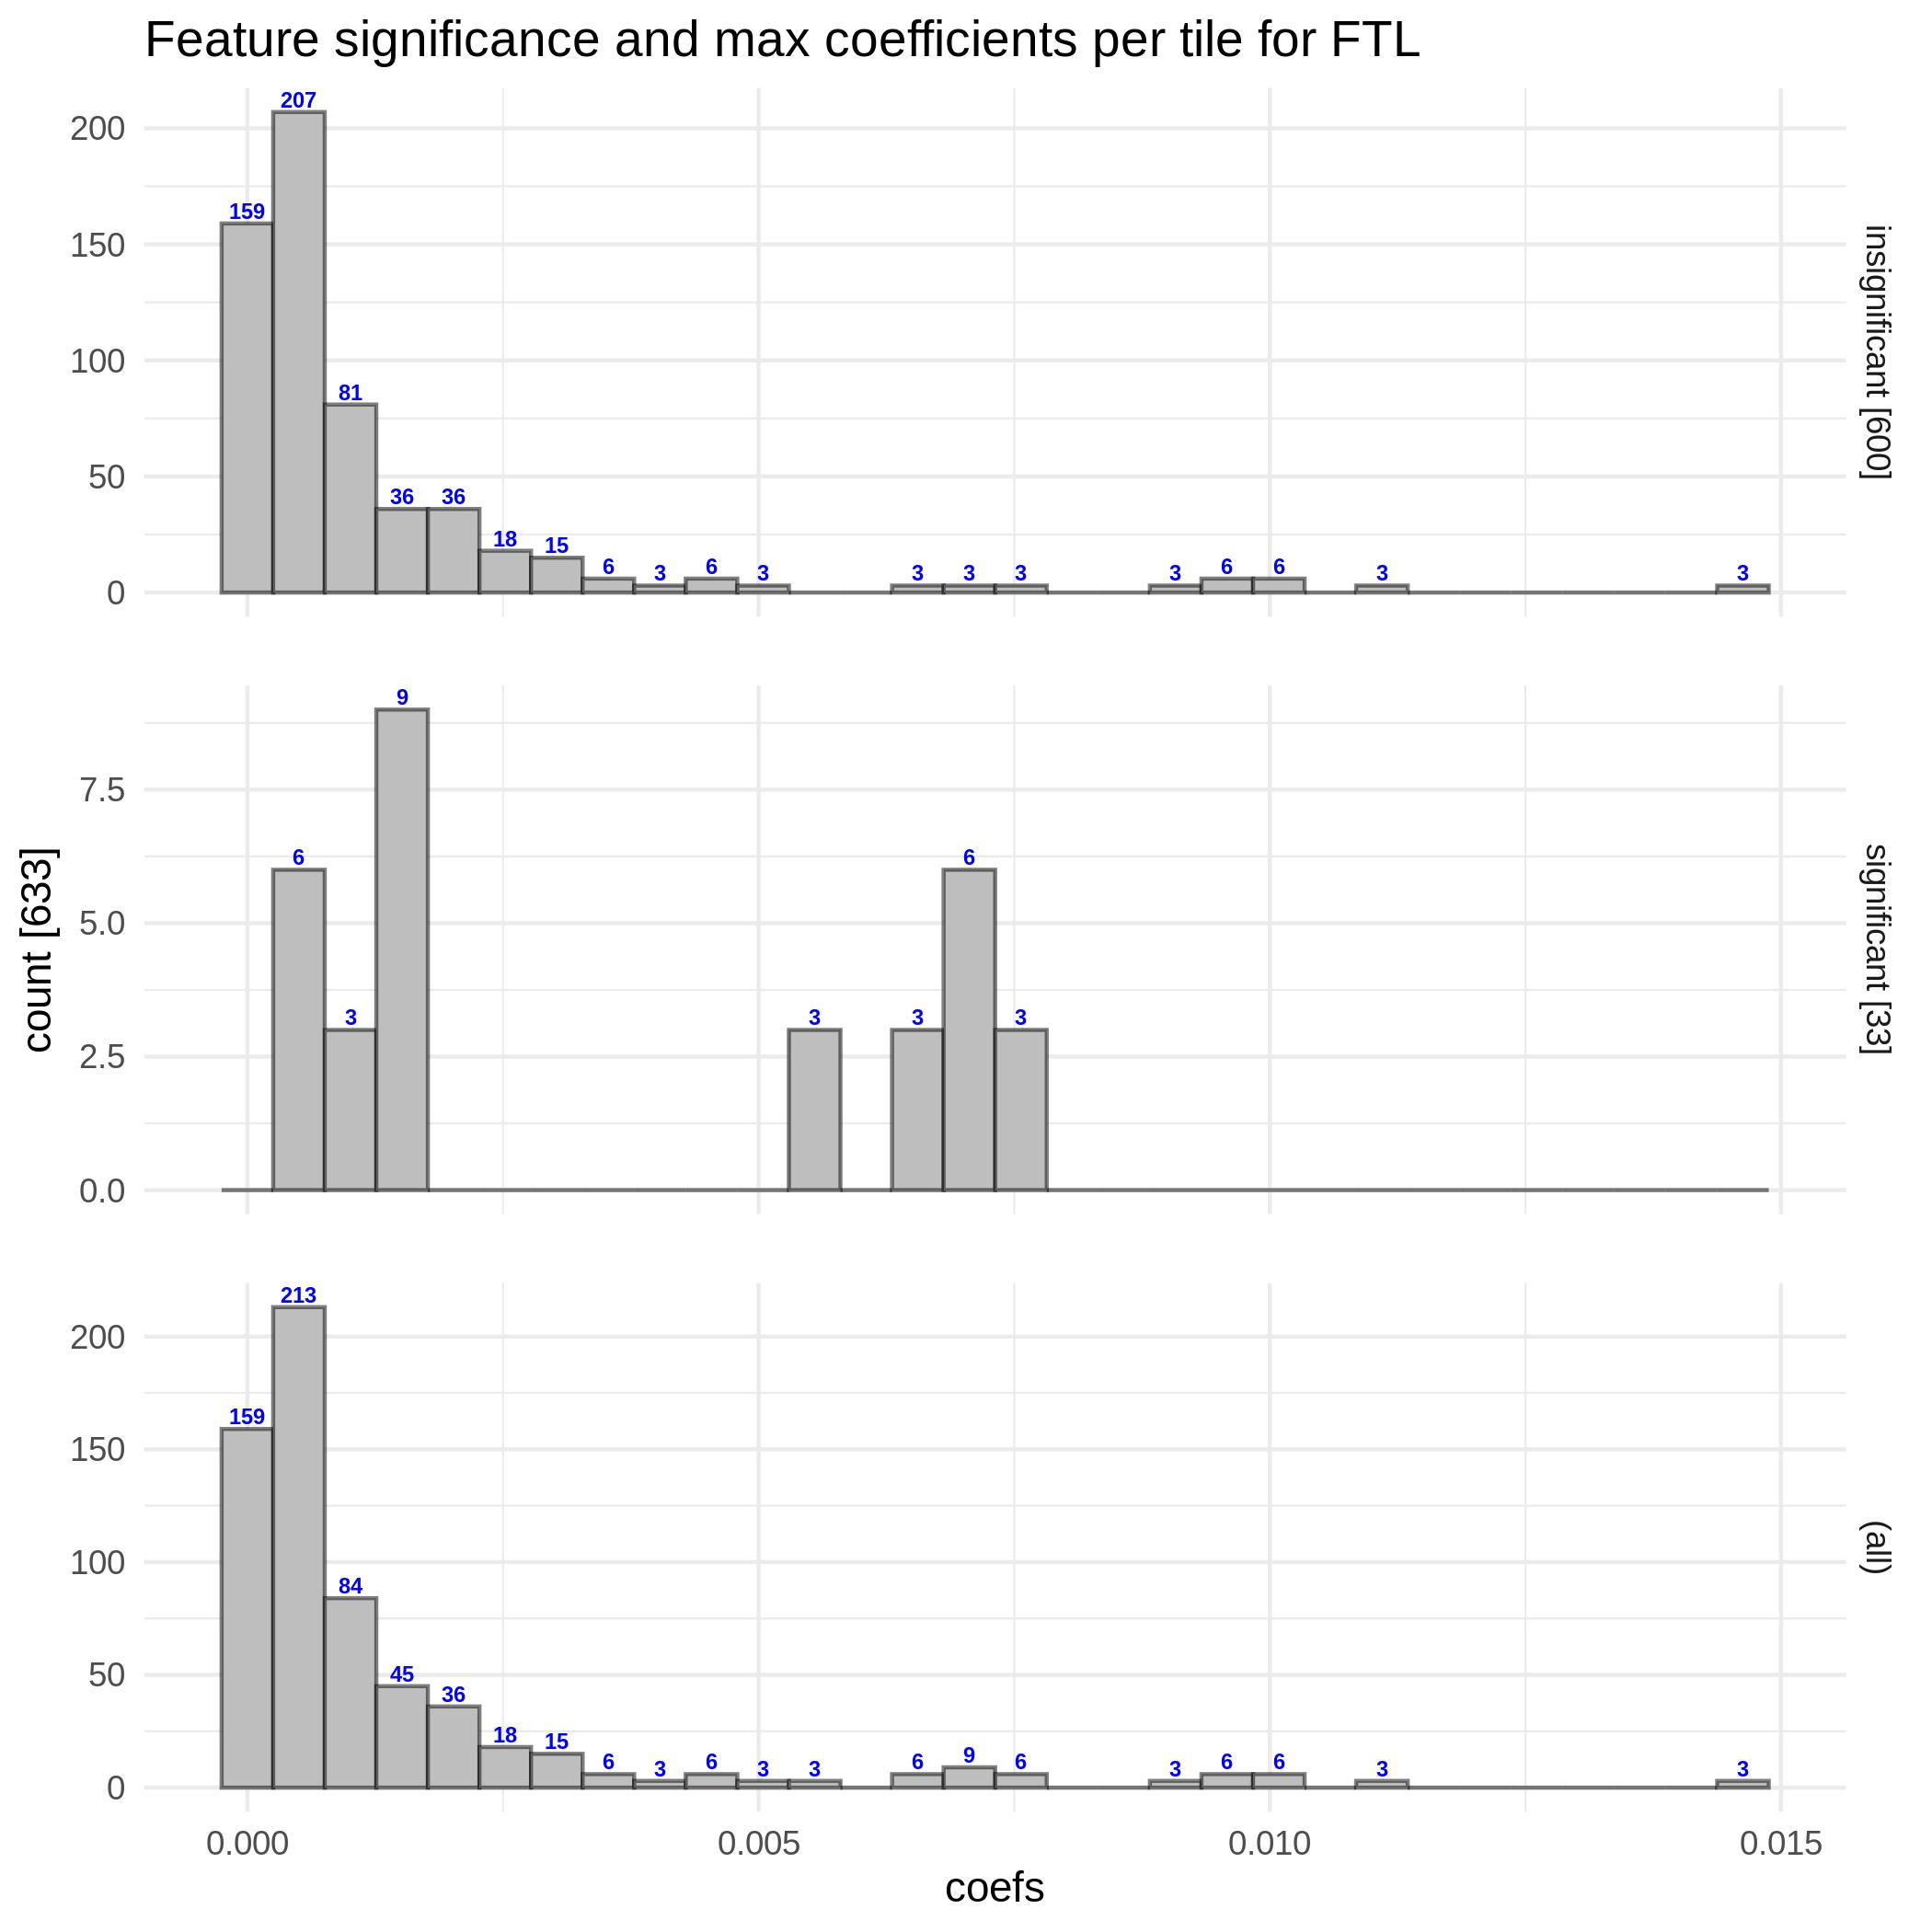 Feature significance and max coefficients per tile for FTL
207
159
81
36 36
18 15
6 3 6 3 3 3 3 3 6 6 3 3
200
150
100
50
0
insignificant [600]
9
6 6
3 3 3 3
7.5
5.0
2.5
0.0
significant [33]
count [633]
213
159
84
45 36
18 15
6 3 6 3 3 6 9 6 3 6 6 3 3
200
150
100
50
0
(all)
0.000 0.005 0.010 0.015
coefs